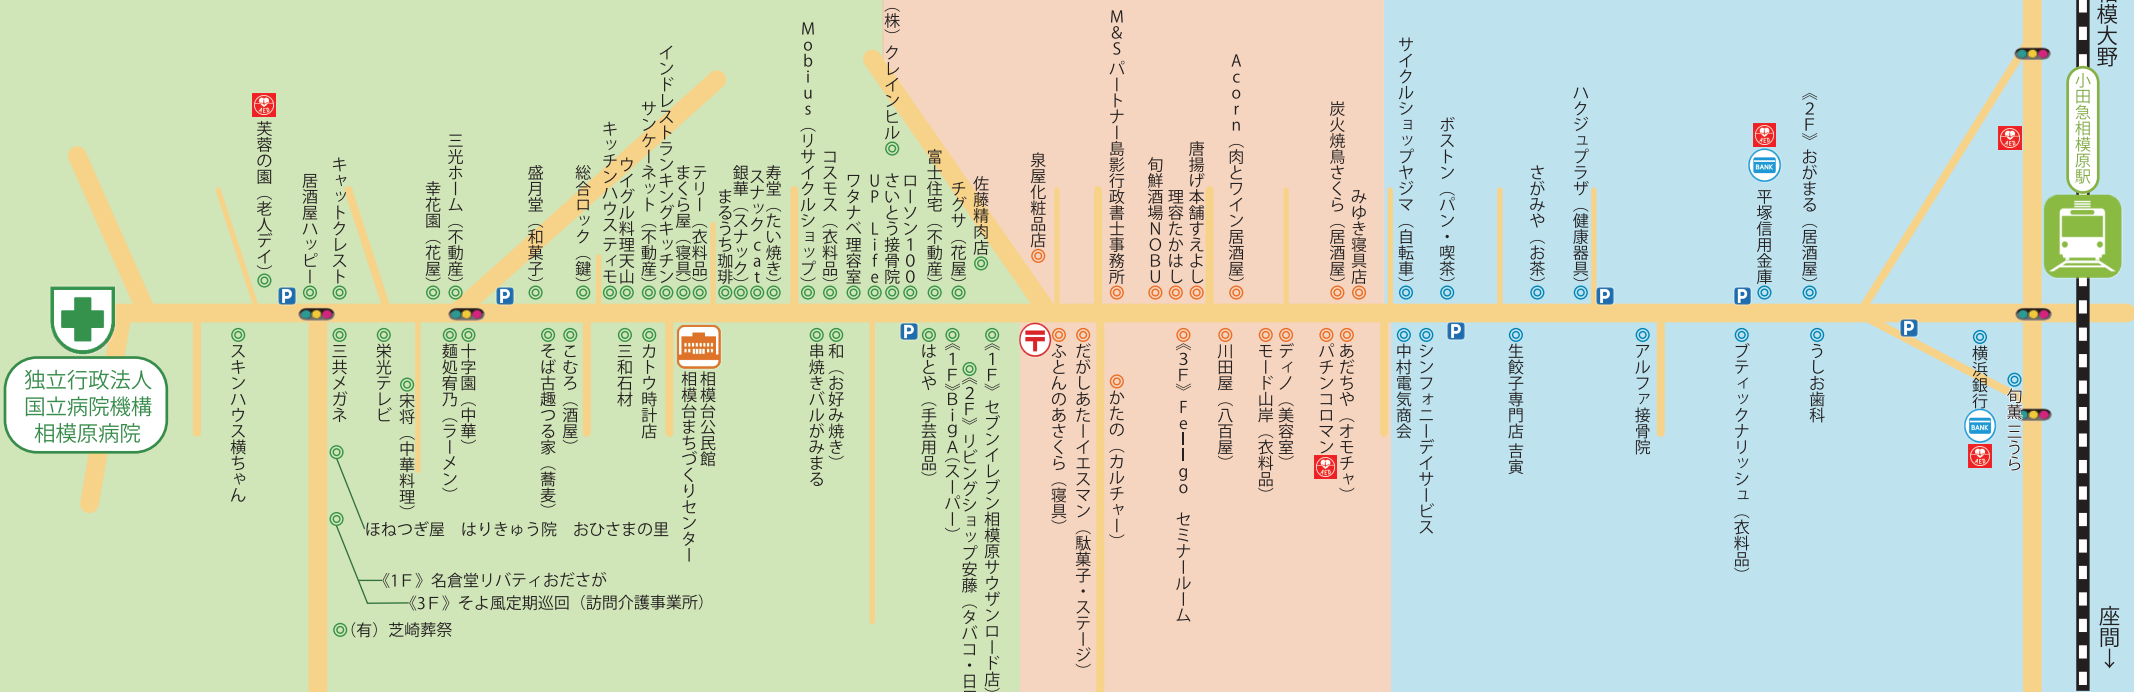 独立行政法人
国立病院機構
相模原病院
芙蓉の園（老人デイ）
居酒屋ハッピー
キャットクレスト
幸花園（花屋）
三光ホーム（不動産）
盛月堂（和菓子）
総合ロック（鍵）
キッチンハウスティモ
ウイグル料理天山
サンケーネット（不動産）
インドレストランキングキッチン
まくら屋（寝具）
テリー（衣料品）
まるうち珈琲
銀華（スナック）
スナックcat
寿堂（たい焼き）
Mobius（リサイクルショップ）
コスモス（衣料品）
ワタナベ理容室
UP Life
さいとう接骨院
（株）クレインヒル
ローソン100
富士住宅（不動産）
チグサ（花屋）
佐藤精肉店
泉屋化粧品店
M&Sパートナー島影行政書士事務所
旬鮮酒場NOBU
理容たかはし
唐揚げ本舗すえよし
Acorn（肉とワイン居酒屋）
炭火焼鳥さくら（居酒屋）
みゆき寝具店
サイクルショップヤジマ（自転車）
ボストン（パン・喫茶）
さがみや（お茶）
ハクジュプラザ（健康器具）
平塚信用金庫
BANK
《2F》おがまる（居酒屋）
模大野
小田急相模原駅
座間→
スキンハウス横ちゃん
三共メガネ
栄光テレビ
宋将（中華料理）
麺処宥乃（ラーメン）
十字園（中華）
そば古趣つる家（蕎麦）
こむろ（酒屋）
三和石材
カトウ時計店
相模台公民館
相模台まちづくりセンター
串焼きバルがみまる
和（お好み焼き）
はとや（手芸用品）
《1F》BigA（スーパー）
《2F》リビングショップ安藤（タバコ・日
《1F》セブンイレブン相模原サウザンロード店）
ふとんのあさくら（寝具）
だがしあたーイエスマン（駄菓子・ステージ）
かたの（カルチャー）
《3F》Feelgo セミナールーム
川田屋（八百屋）
モード山岸（衣料品）
ディノ（美容室）
パチンコロマン
あだちや（オモチャ）
中村電気商会
シンフォニーデイサービス
生餃子専門店 吉寅
アルファ接骨院
ブティックナリッシュ（衣料品）
うしお歯科
横浜銀行
BANK
旬薫 三うら
ほねつぎ屋　はりきゅう院　おひさまの里
《1F》名倉堂リバティおださが
《3F》そよ風定期巡回（訪問介護事業所）
（有）芝崎葬祭